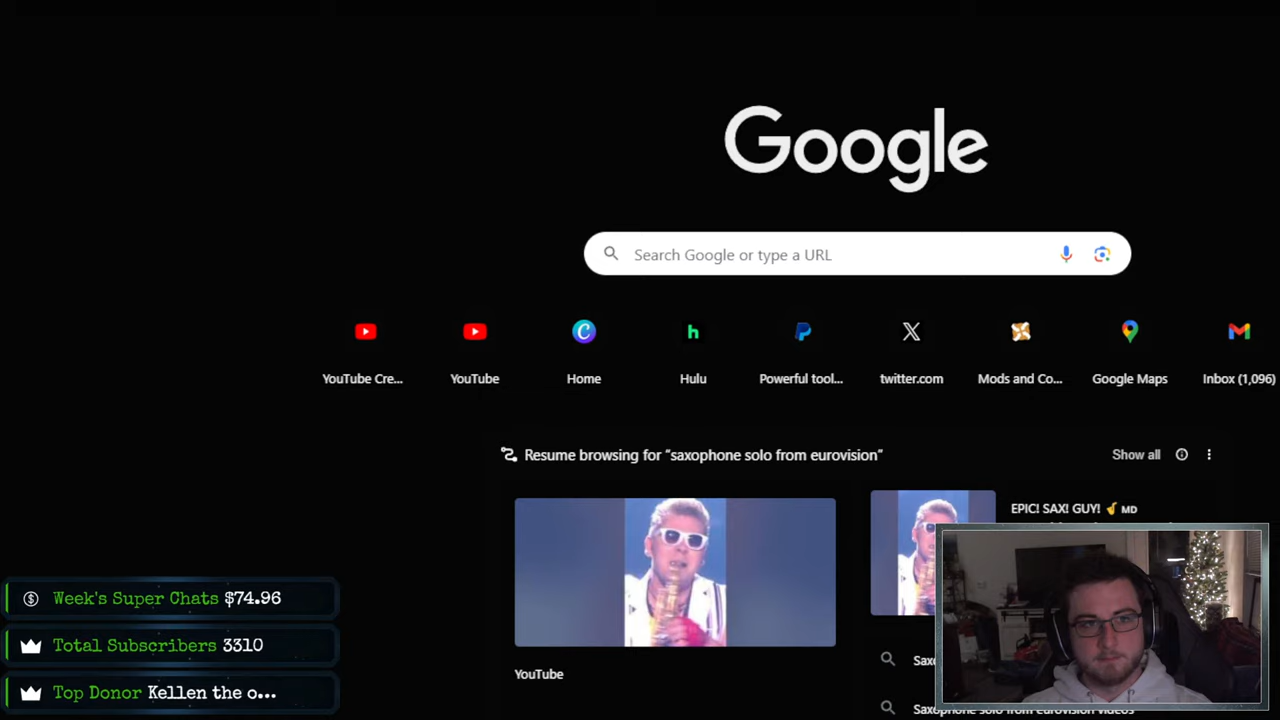 Google
Search Google or type a URL
YouTube Cre...
YouTube
Home
Hulu
Powerful tool...
twitter.com
Mods and Co...
Google Maps
Inbox (1,096)
Resume browsing for “saxophone solo from eurovision”
Show all
EPIC! SAX! GUY! 🎷 MD
YouTube
Week's Super Chats $74.96
Total Subscribers 3310
Top Donor Kellen the o...